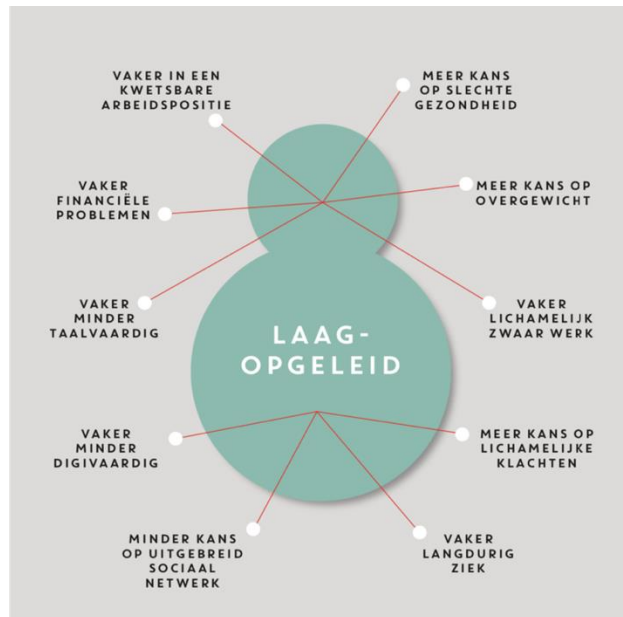 VAKER IN EEN
KWETSBARE
ARBEIDSPOSITIE
MEER KANS
OP SLECHTE
GEZONDHEID
VAKER
FINANCIËLE
PROBLEMEN
MEER KANS OP
OVERGEWICHT
VAKER
MINDER
TAALVAARDIG
VAKER
LICHAMELIJK
ZWAAR WERK
LAAG-
OPGELEID
VAKER
MINDER
DIGIVAARDIG
MEER KANS OP
LICHAMELIJKE
KLACHTEN
MINDER KANS
OP UITGEBREID
SOCIAAL
NETWERK
VAKER
LANGDURIG
ZIEK